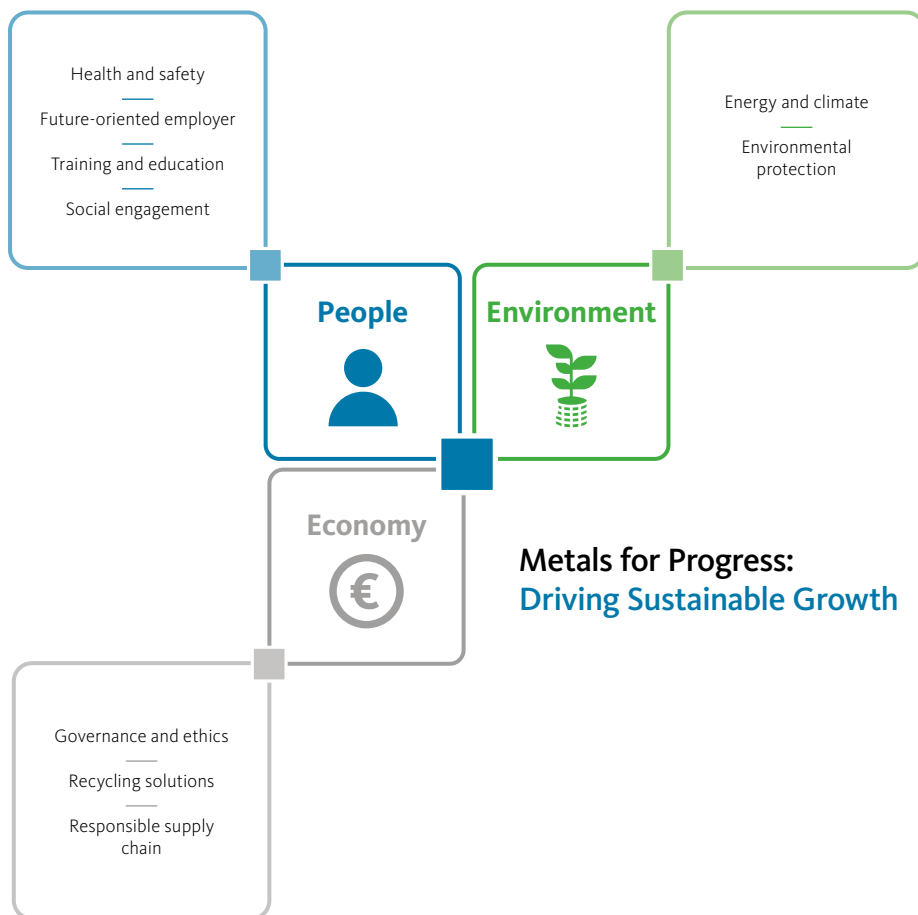 Health and safety
Future-oriented employer
Training and education
Social engagement
Energy and climate
Environmental
protection
People
Environment
Economy
€
Metals for Progress:
Driving Sustainable Growth
Governance and ethics
Recycling solutions
Responsible supply
chain